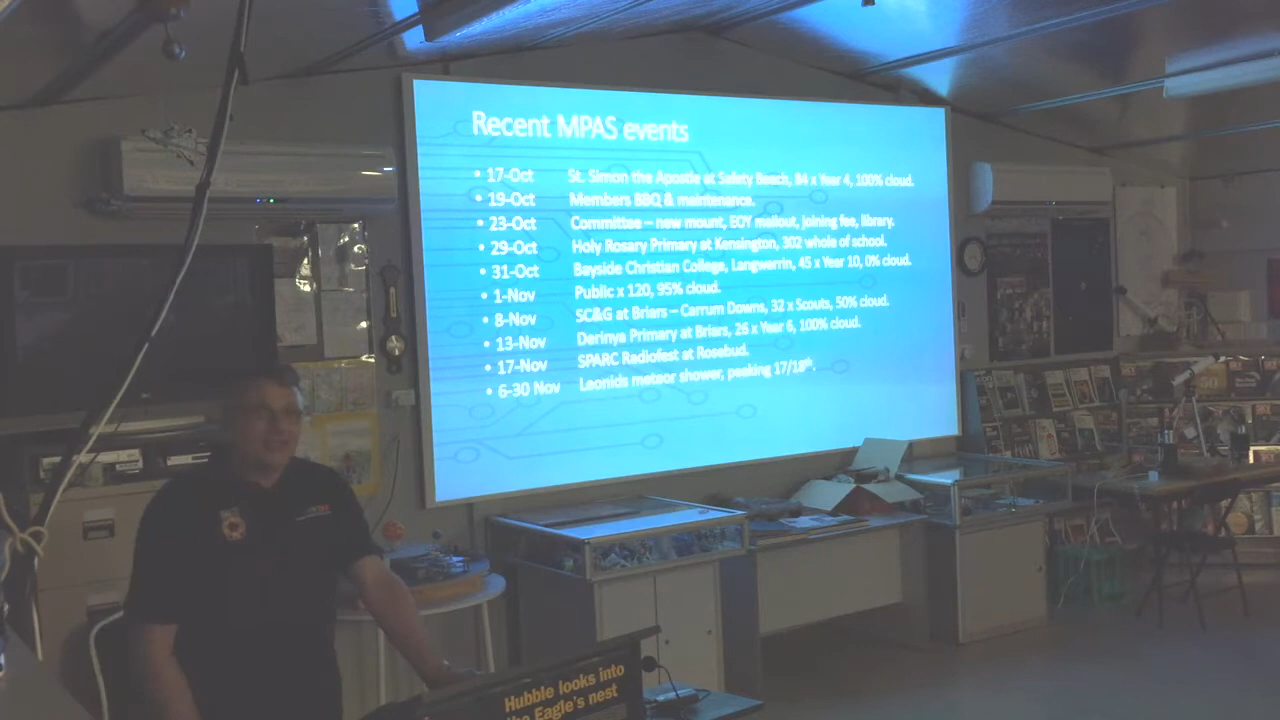 Recent MPAS events
• 17-Oct St. Simon the Apostle at Safety Beach, 84 x Year 4, 100% cloud.
• 19-Oct Members BBQ & maintenance.
• 23-Oct Committee – new mount, EOY mailout, joining fee, library.
• 29-Oct Holy Rosary Primary at Kensington, 302 whole of school.
• 31-Oct Bayside Christian College, Langwarrin, 45 x Year 10, 0% cloud.
• 1-Nov Public x 120, 95% cloud.
• 8-Nov SC&G at Briars – Carrum Downs, 32 x Scouts, 50% cloud.
• 13-Nov Derinya Primary at Briars, 26 x Year 6, 100% cloud.
• 17-Nov SPARC Radiofest at Rosebud.
• 6-30 Nov Leonids meteor shower, peaking 17/18th.
Hubble looks into
the Eagle's nest
50